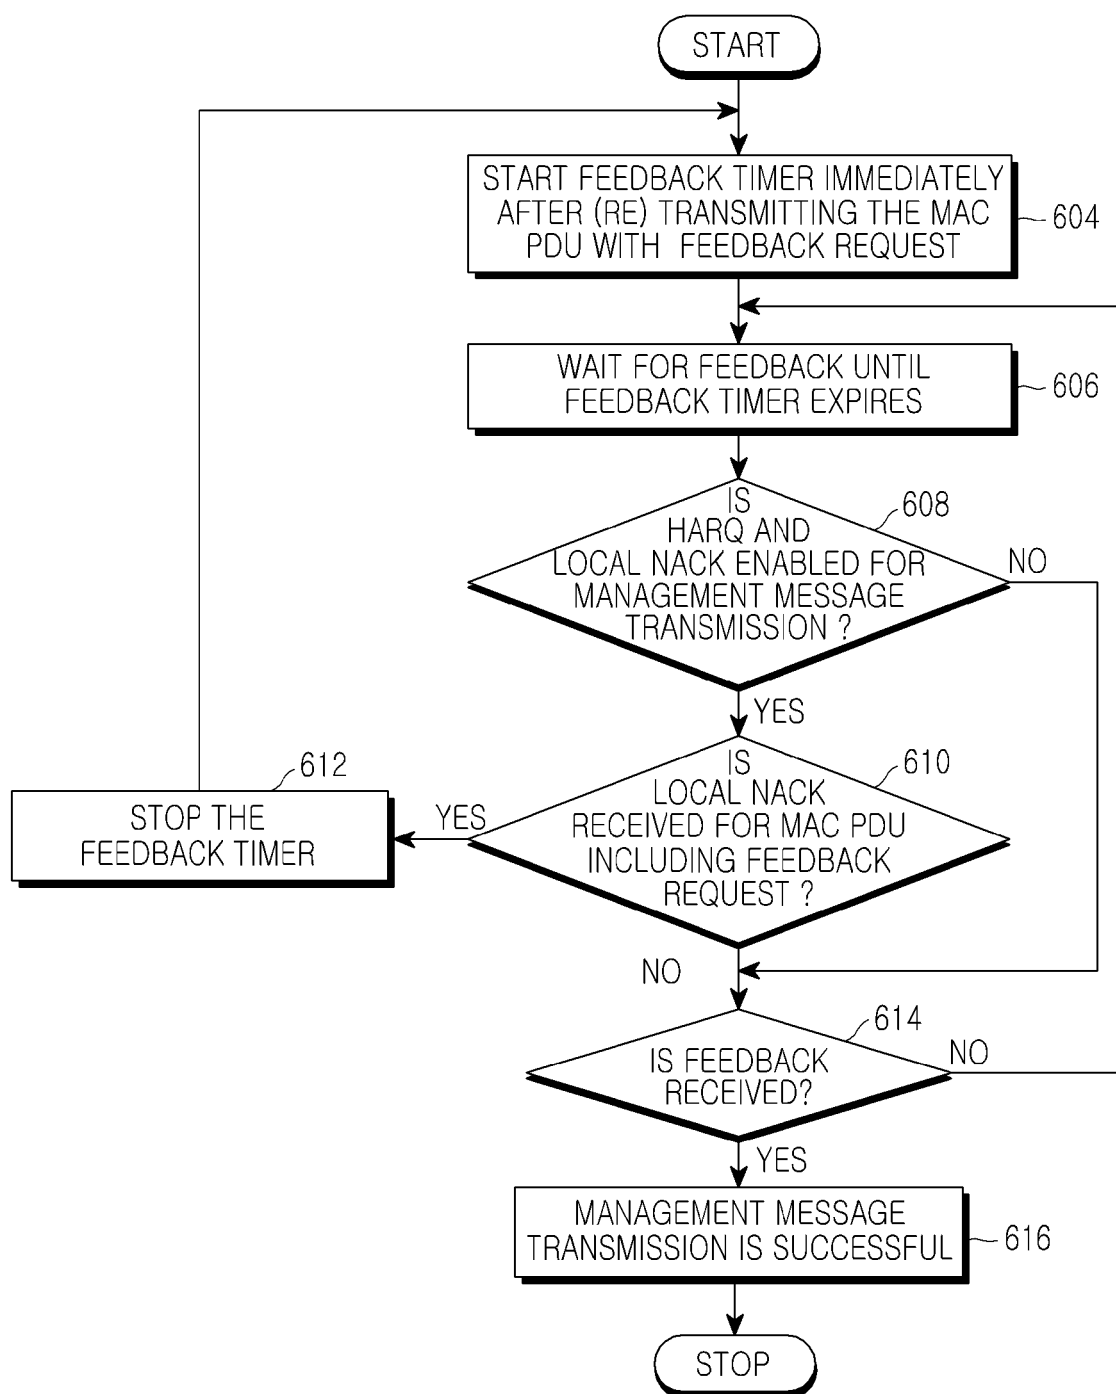 START
START FEEDBACK TIMER IMMEDIATELY
AFTER (RE) TRANSMITTING THE MAC
PDU WITH FEEDBACK REQUEST
604
WAIT FOR FEEDBACK UNTIL
FEEDBACK TIMER EXPIRES
606
IS
HARQ AND
LOCAL NACK ENABLED FOR
MANAGEMENT MESSAGE
TRANSMISSION ?
608
NO
YES
IS
LOCAL NACK
RECEIVED FOR MAC PDU
INCLUDING FEEDBACK
REQUEST ?
610
YES
612
STOP THE
FEEDBACK TIMER
NO
614
IS FEEDBACK
RECEIVED?
NO
YES
MANAGEMENT MESSAGE
TRANSMISSION IS SUCCESSFUL
616
STOP